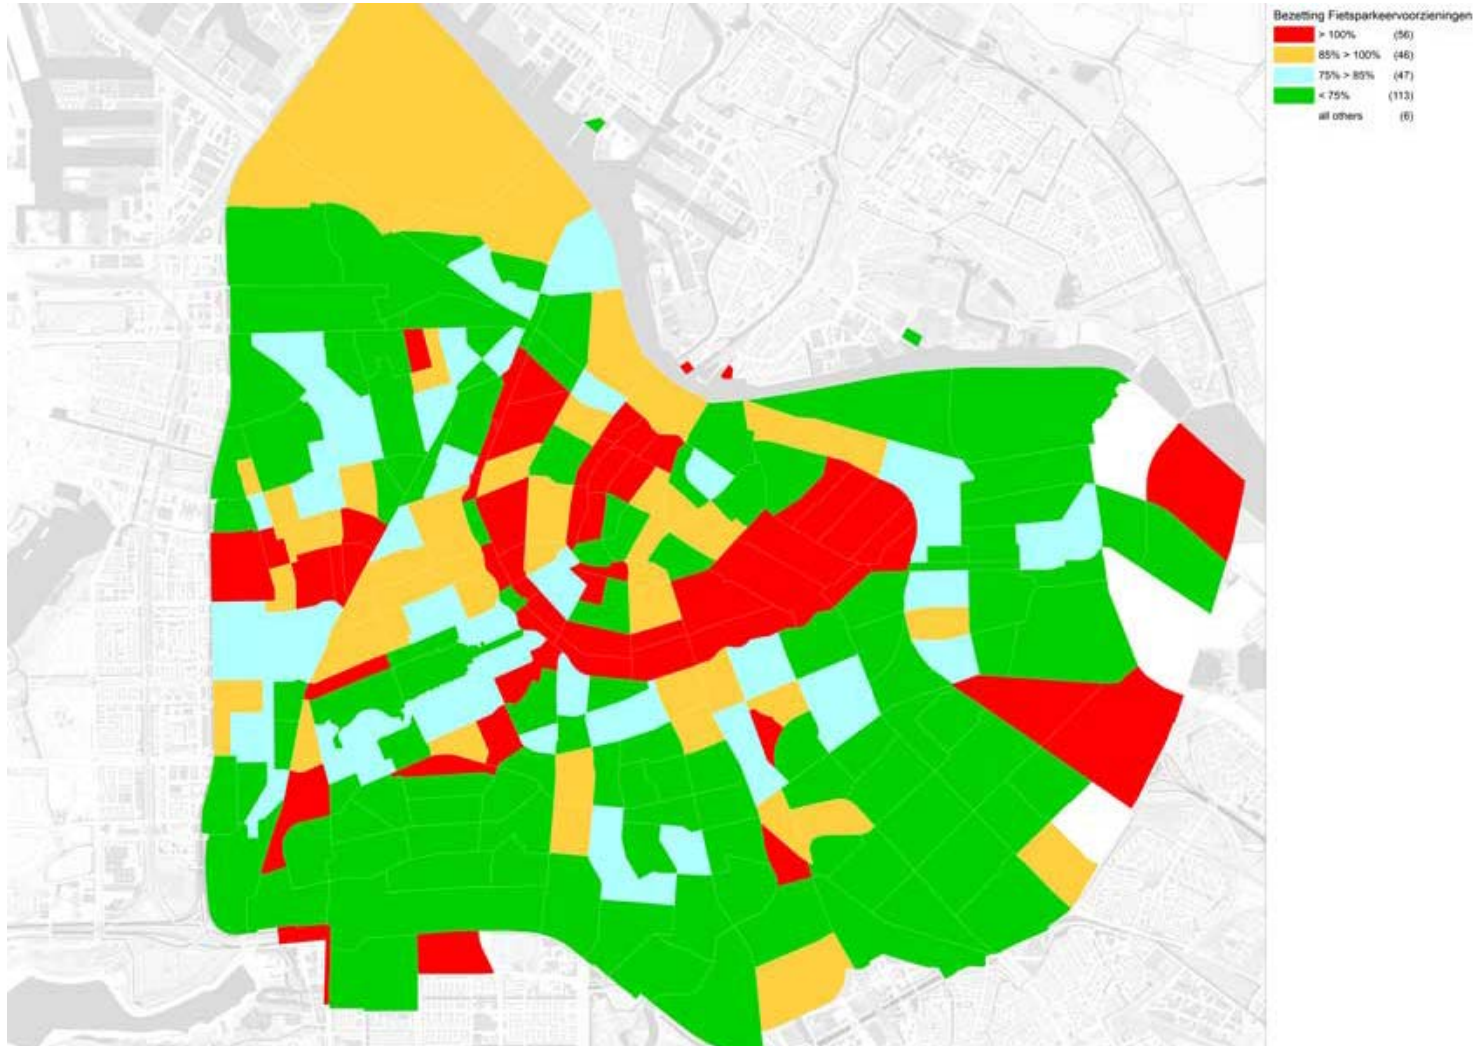 Bezetting Fietsparkeervoorzieningen
> 100% (56)
85% > 100% (46)
75% > 85% (47)
< 75% (113)
all others (6)